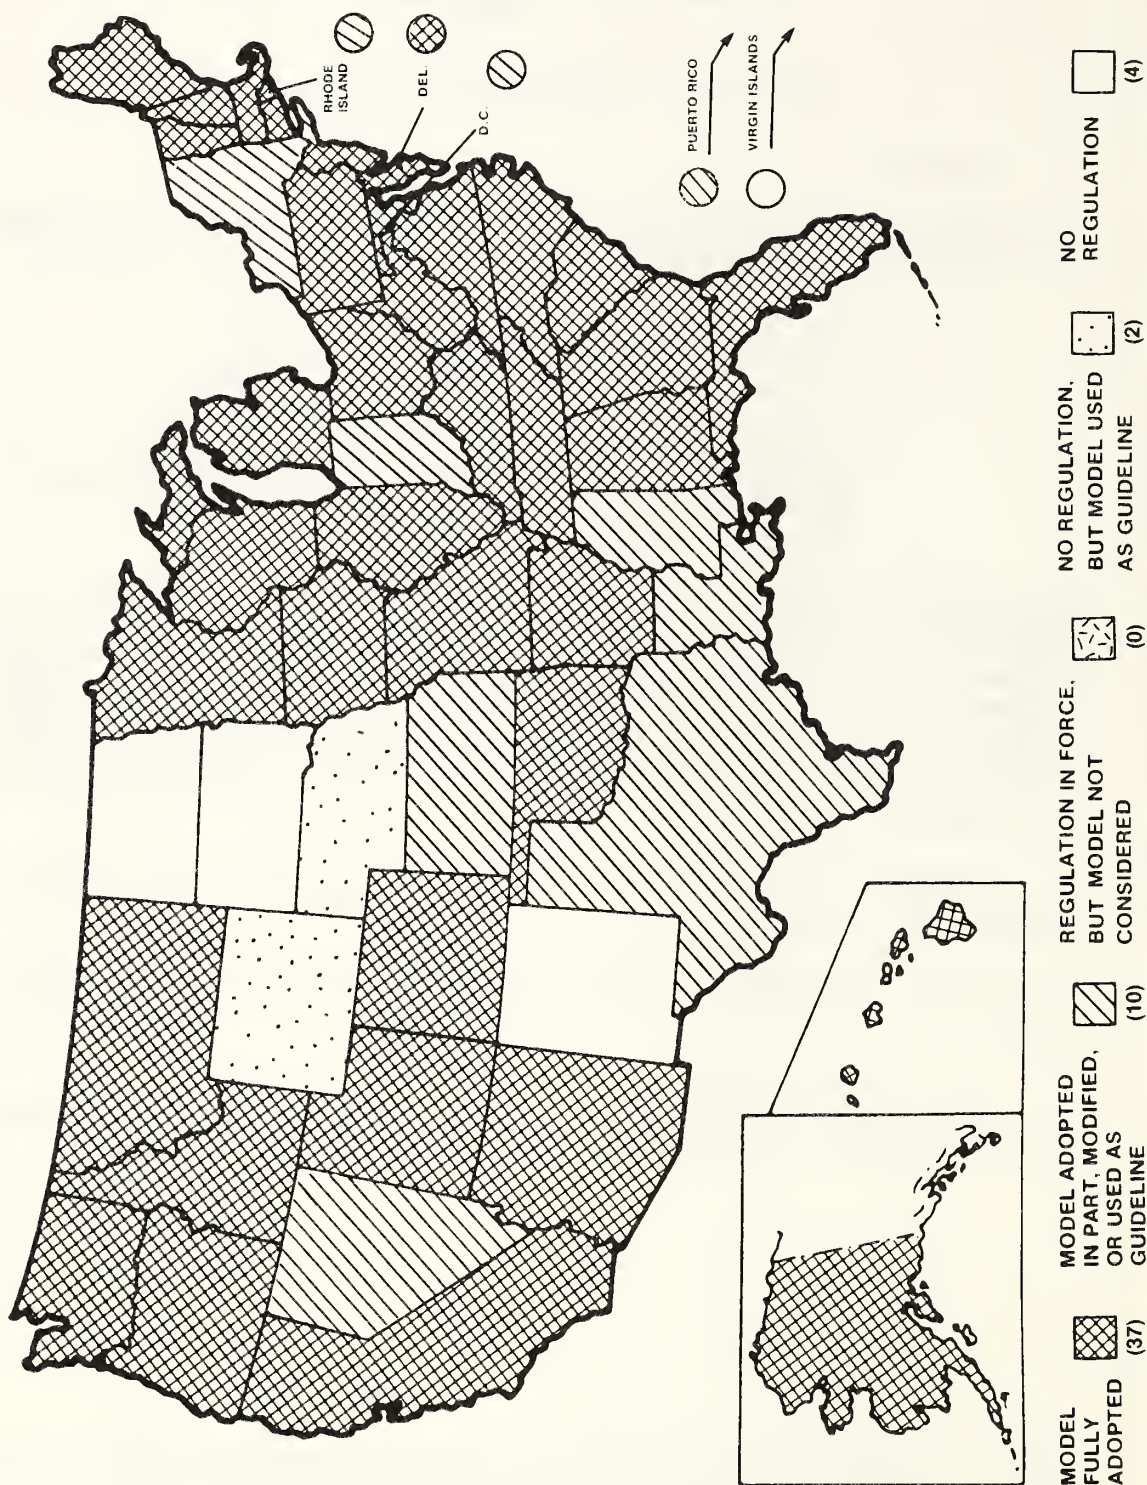 RHODE
ISLAND
DEL.
D.C.
PUERTO RICO
VIRGIN ISLANDS
MODEL
FULLY
ADOPTED
(37)
MODEL ADOPTED
IN PART, MODIFIED,
OR USED AS
GUIDELINE
(10)
REGULATION IN FORCE,
BUT MODEL NOT
CONSIDERED
(0)
NO REGULATION,
BUT MODEL USED
AS GUIDELINE
(2)
NO
REGULATION
(4)